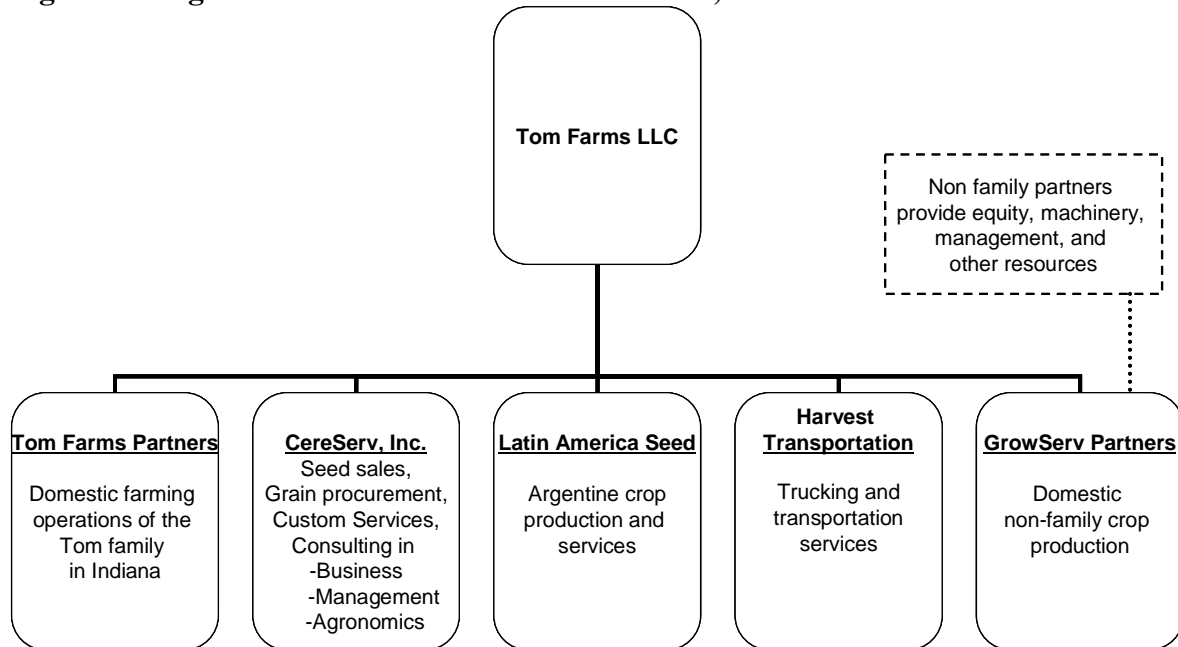 Tom Farms LLC
Non family partners
provide equity, machinery,
management, and
other resources
Tom Farms Partners
Domestic farming
operations of the
Tom family
in Indiana
CereServ, Inc.
Seed sales,
Grain procurement,
Custom Services,
Consulting in
-Business
-Management
-Agronomics
Latin America Seed
Argentine crop
production and
services
Harvest
Transportation
Trucking and
transportation
services
GrowServ Partners
Domestic
non-family crop
production